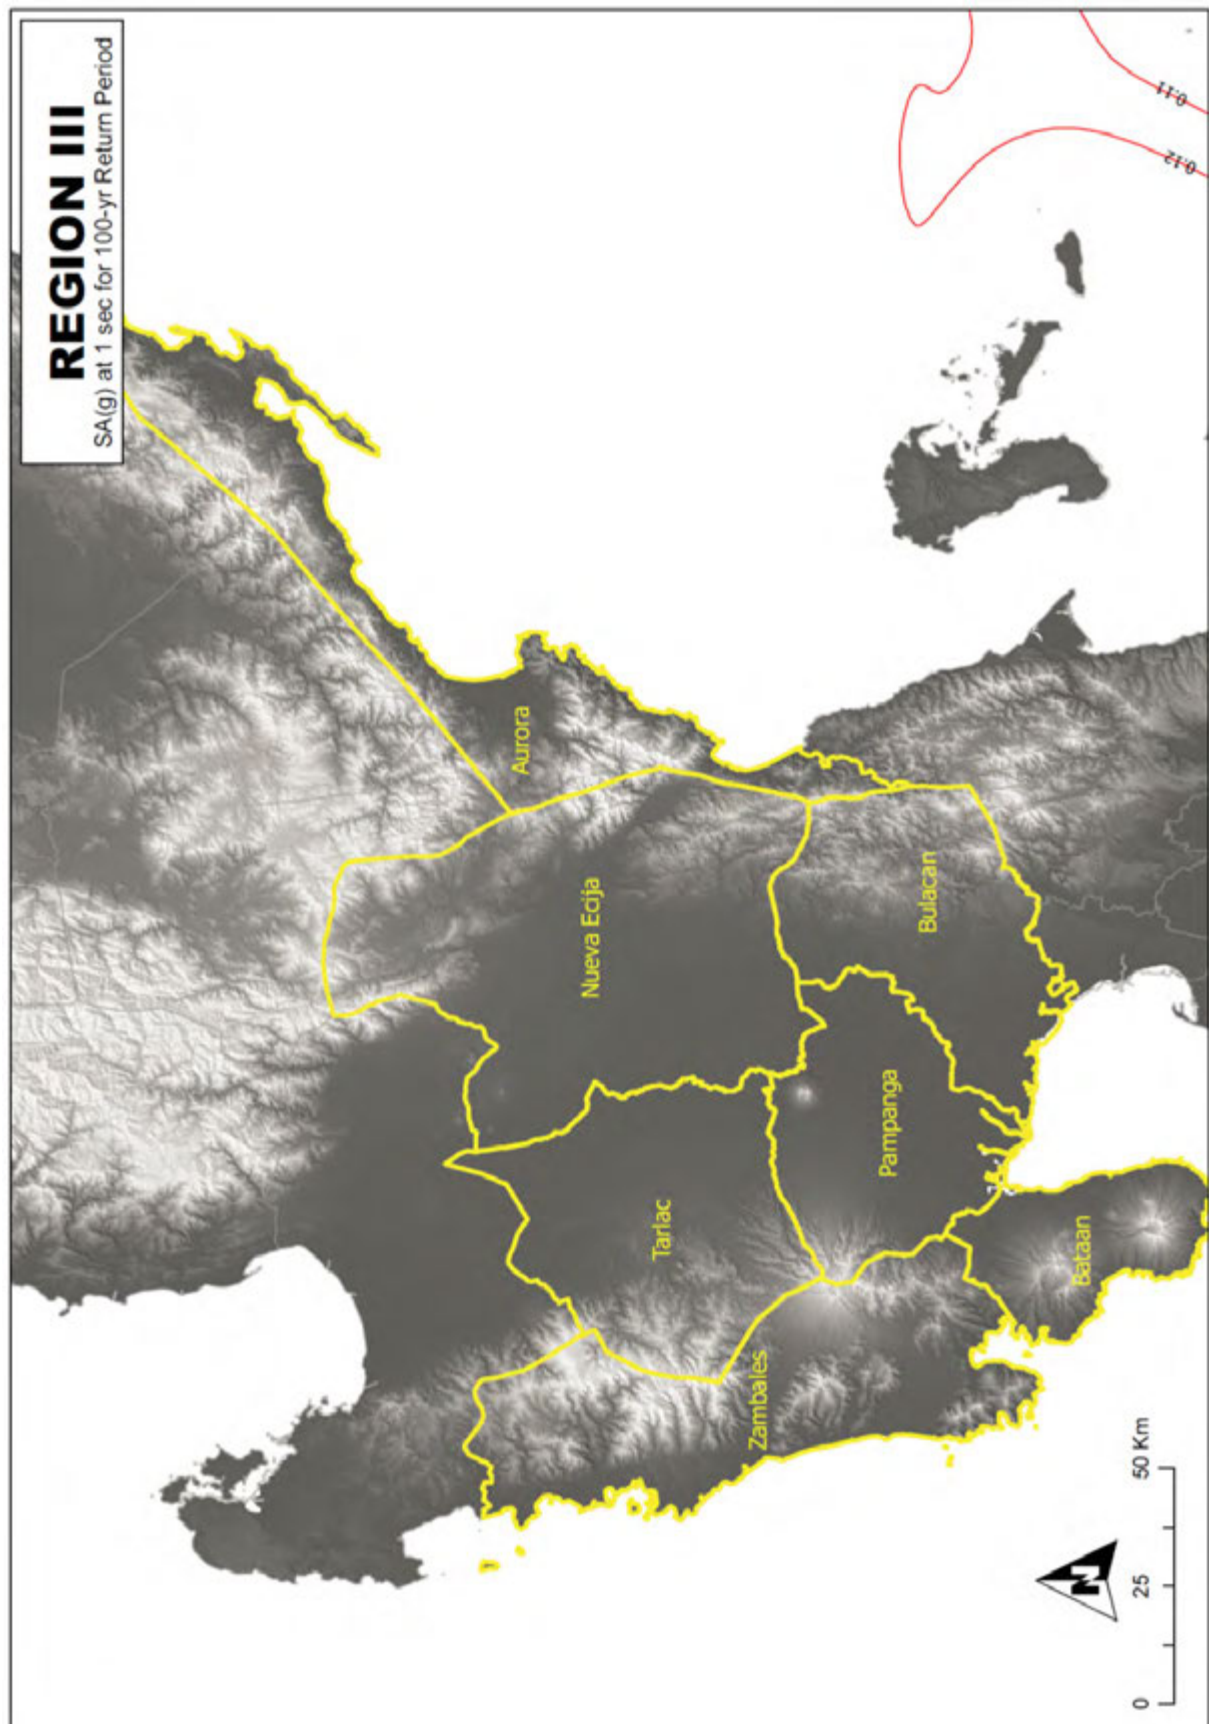 REGION III
SA(g) at 1 sec for 100-yr Return Period
0.11
0.12
Aurora
Nueva Ecija
Bulacan
Tarlac
Pampanga
Zambales
Bataan
N
0
25
50 Km